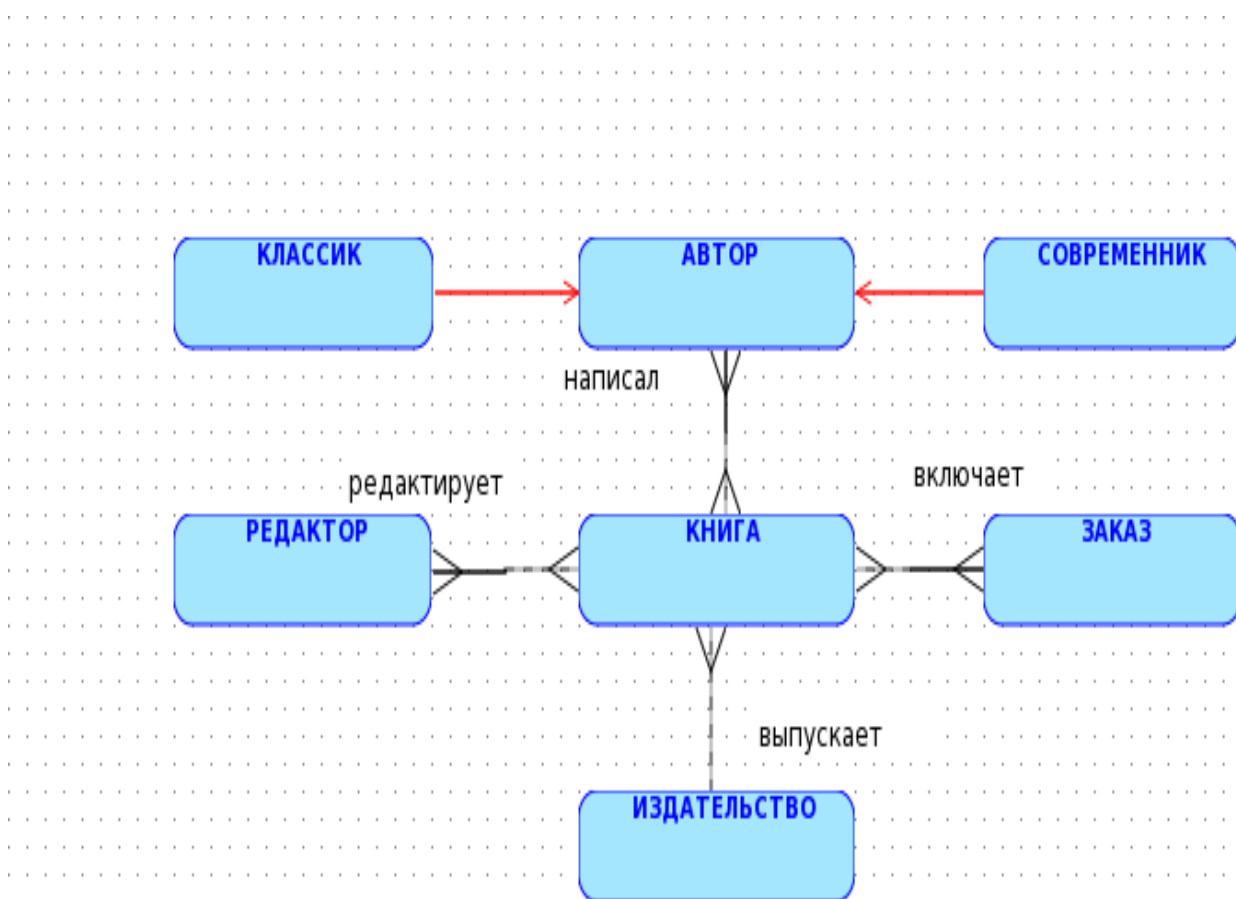 КЛАССИК
АВТОР
СОВРЕМЕННИК
написал
редактирует
включает
РЕДАКТОР
КНИГА
ЗАКАЗ
выпускает
ИЗДАТЕЛЬСТВО